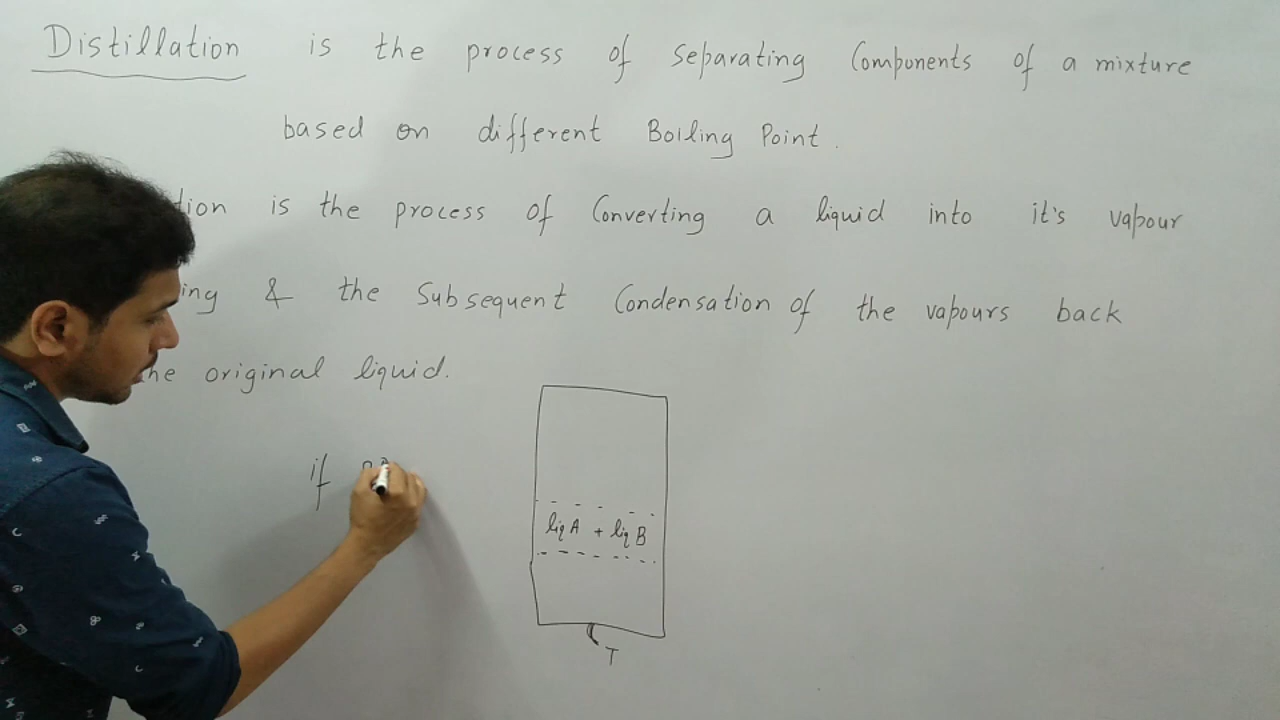 Distillation is the process of separating Components of a mixture
based on different Boiling Point.
tion is the process of Converting a liquid into it's vapour
ing & the Subsequent Condensation of the vapours back
he original liquid.
if
liq A + liq B
T